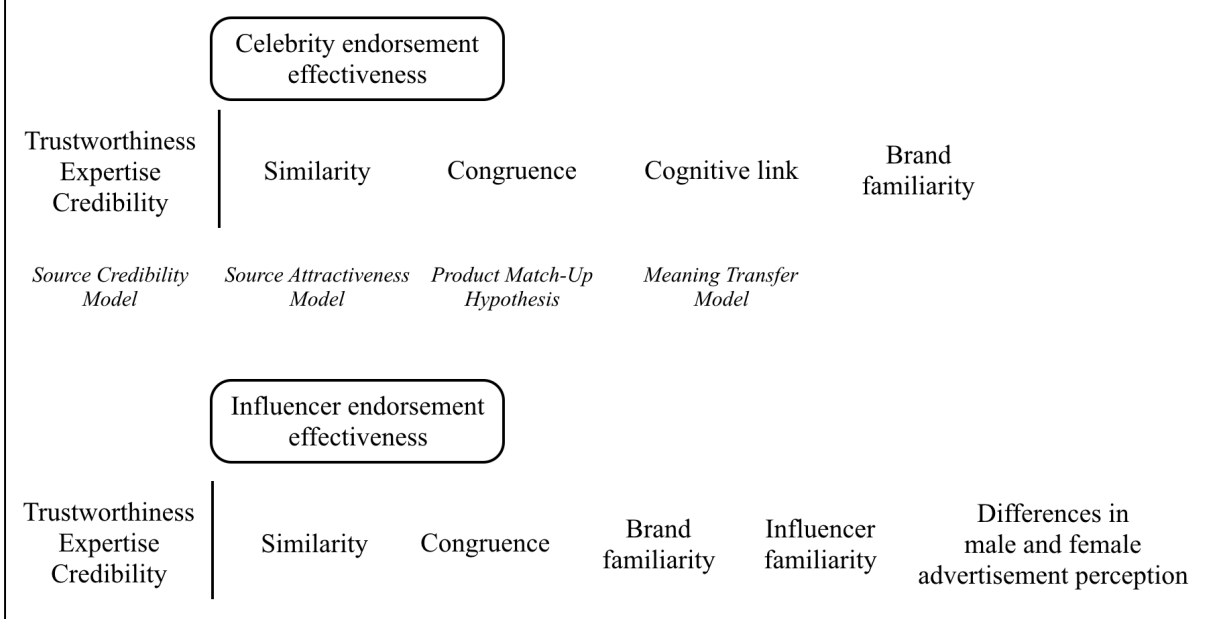 Celebrity endorsement
effectiveness
Trustworthiness
Expertise
Credibility
Similarity
Congruence
Cognitive link
Brand
familiarity
Source Credibility
Model
Source Attractiveness
Model
Product Match-Up
Hypothesis
Meaning Transfer
Model
Influencer endorsement
effectiveness
Trustworthiness
Expertise
Credibility
Similarity
Congruence
Brand
familiarity
Influencer
familiarity
Differences in
male and female
advertisement perception